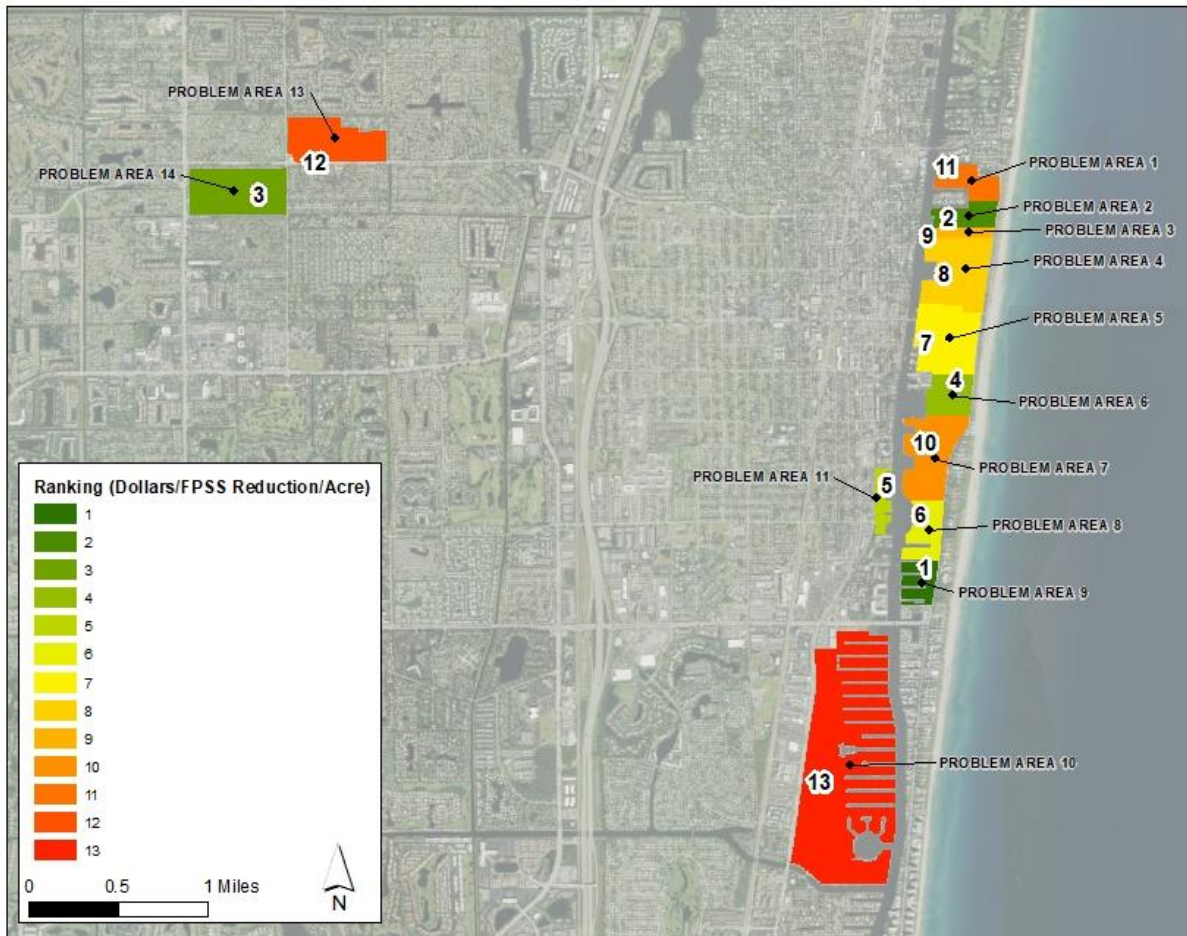 PROBLEM AREA 13
12
PROBLEM AREA 14
3
11
PROBLEM AREA 1
PROBLEM AREA 2
2
PROBLEM AREA 3
9
PROBLEM AREA 4
8
PROBLEM AREA 5
7
4
PROBLEM AREA 6
10
PROBLEM AREA 7
PROBLEM AREA 11
5
6
PROBLEM AREA 8
1
PROBLEM AREA 9
PROBLEM AREA 10
13
Ranking (Dollars/FPSS Reduction/Acre)
1
2
3
4
5
6
7
8
9
10
11
12
13
0 0.5 1 Miles
N